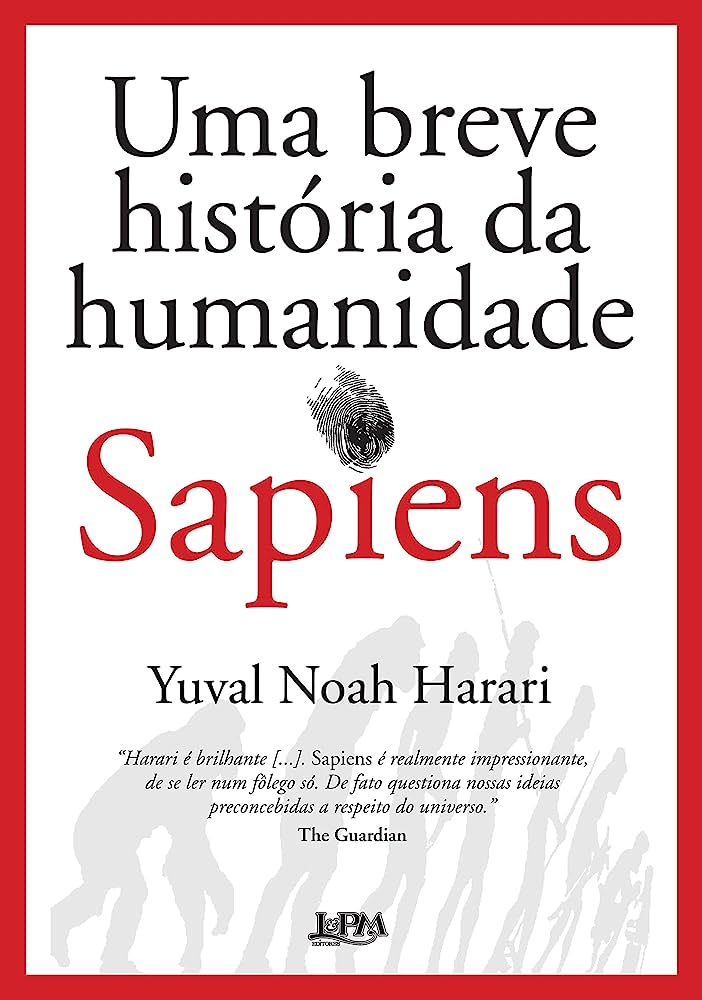 Uma breve
história da
humanidade
Sapiens
Yuval Noah Harari
“Harari é brilhante [...]. Sapiens é realmente impressionante,
de se ler num fôlego só. De fato questiona nossas ideias
preconcebidas a respeito do universo.”
The Guardian
L&PM
EDITORES